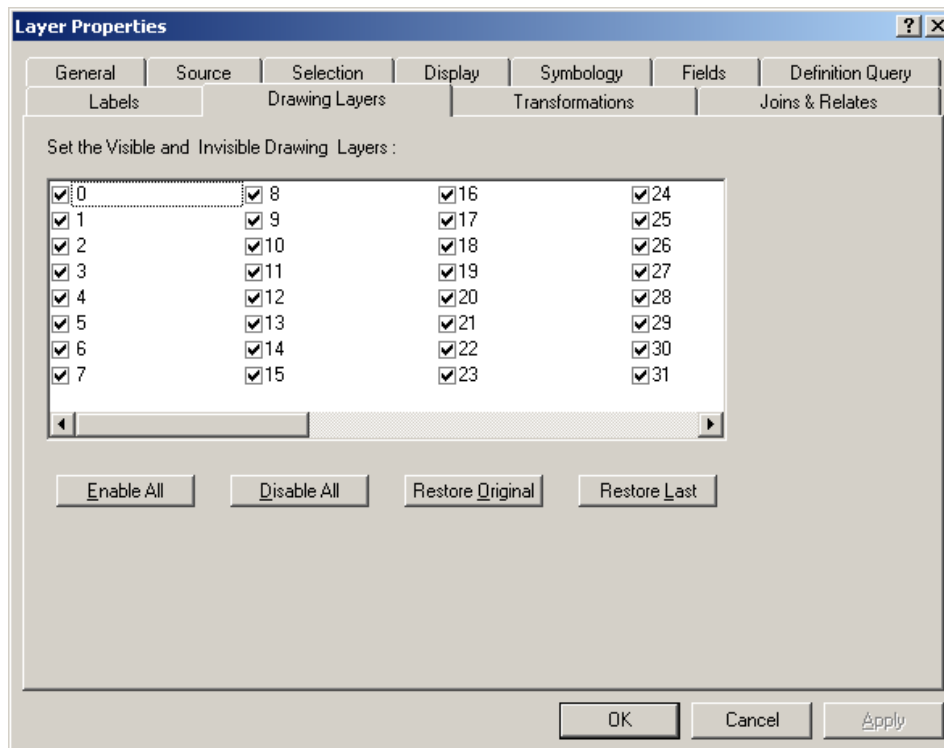 Layer Properties
General Source Selection Display Symbology Fields Definition Query
Labels Drawing Layers Transformations Joins & Relates
Set the Visible and Invisible Drawing Layers :
0 8 16 24
1 9 17 25
2 10 18 26
3 11 19 27
4 12 20 28
5 13 21 29
6 14 22 30
7 15 23 31
Enable All Disable All Restore Original Restore Last
OK Cancel Apply